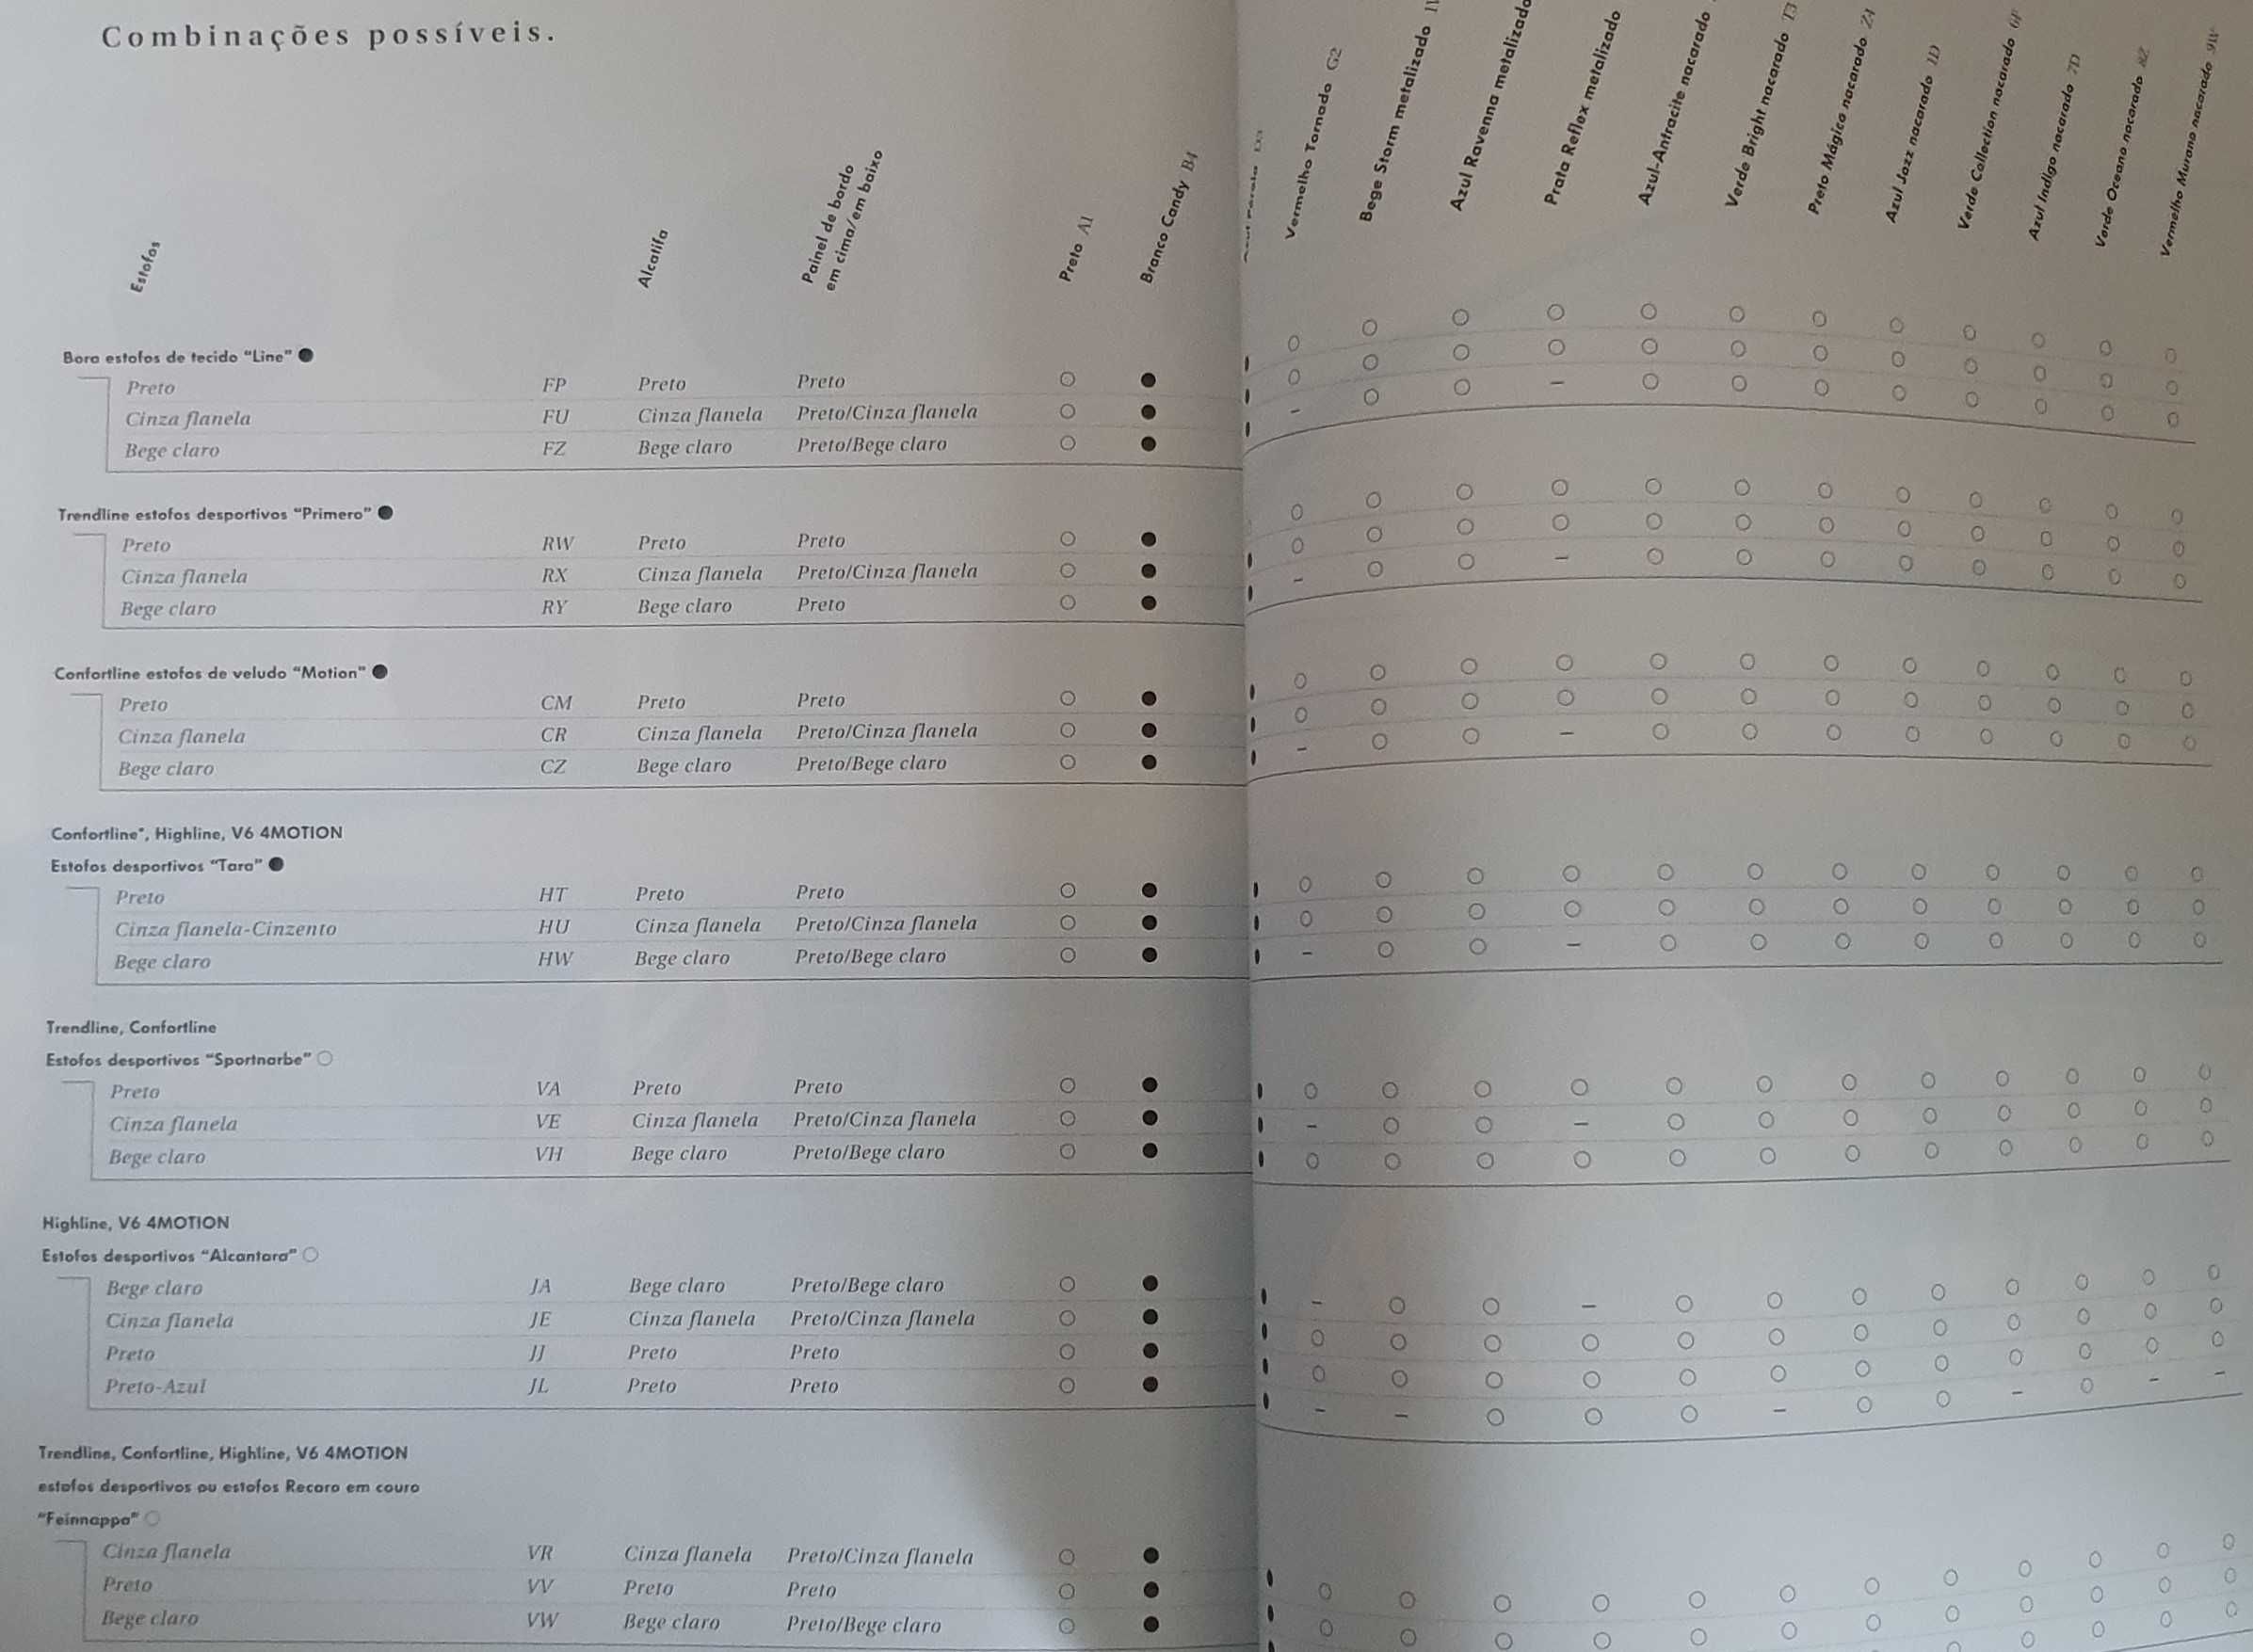 Combinações possíveis.
Estofos
Alcatifa
Painel de bordo
em cima/em baixo
Preto A1
Branco Candy B4
Vermelho Tornado G2
Bege Storm metalizado
Azul Ravenna metalizado
Prata Reflex metalizado
Azul-Antracite nacarado
Verde Bright nacarado T3
Preto Mágico nacarado Z4
Azul Jazz nacarado 1D
Verde Collection nacarado 6F
Azul Indigo nacarado 7D
Verde Oceano nacarado 8Z
Vermelho Murano nacarado 9W
Bora estofos de tecido “Line” ●
Preto FP Preto Preto ○ ● ○ ○ ○ ○ ○ ○ ○ ○ ○ ○ ○ ○
Cinza flanela FU Cinza flanela Preto/Cinza flanela ○ ● ○ ○ ○ ○ ○ ○ ○ ○ ○ ○ ○ ○
Bege claro FZ Bege claro Preto/Bege claro ○ ● – ○ ○ – ○ ○ ○ ○ ○ ○ ○ ○
Trendline estofos desportivos “Primero” ●
Preto RW Preto Preto ○ ● ○ ○ ○ ○ ○ ○ ○ ○ ○ ○ ○ ○
Cinza flanela RX Cinza flanela Preto/Cinza flanela ○ ● ○ ○ ○ ○ ○ ○ ○ ○ ○ ○ ○ ○
Bege claro RY Bege claro Preto ○ ● – ○ ○ – ○ ○ ○ ○ ○ ○ ○ ○
Confortline estofos de veludo “Motion” ●
Preto CM Preto Preto ○ ● ○ ○ ○ ○ ○ ○ ○ ○ ○ ○ ○ ○
Cinza flanela CR Cinza flanela Preto/Cinza flanela ○ ● ○ ○ ○ ○ ○ ○ ○ ○ ○ ○ ○ ○
Bege claro CZ Bege claro Preto/Bege claro ○ ● – ○ ○ – ○ ○ ○ ○ ○ ○ ○ ○
Confortline*, Highline, V6 4MOTION
Estofos desportivos “Tara” ●
Preto HT Preto Preto ○ ● ○ ○ ○ ○ ○ ○ ○ ○ ○ ○ ○ ○
Cinza flanela-Cinzento HU Cinza flanela Preto/Cinza flanela ○ ● ○ ○ ○ ○ ○ ○ ○ ○ ○ ○ ○ ○
Bege claro HW Bege claro Preto/Bege claro ○ ● – ○ ○ – ○ ○ ○ ○ ○ ○ ○ ○
Trendline, Confortline
Estofos desportivos “Sportnarbe” ○
Preto VA Preto Preto ○ ● ○ ○ ○ ○ ○ ○ ○ ○ ○ ○ ○ ○
Cinza flanela VE Cinza flanela Preto/Cinza flanela ○ ● – ○ ○ – ○ ○ ○ ○ ○ ○ ○ ○
Bege claro VH Bege claro Preto/Bege claro ○ ● ○ ○ ○ ○ ○ ○ ○ ○ ○ ○ ○ ○
Highline, V6 4MOTION
Estofos desportivos “Alcantara” ○
Bege claro JA Bege claro Preto/Bege claro ○ ● – ○ ○ – ○ ○ ○ ○ ○ ○ ○ ○
Cinza flanela JE Cinza flanela Preto/Cinza flanela ○ ● ○ ○ ○ ○ ○ ○ ○ ○ ○ ○ ○ ○
Preto JJ Preto Preto ○ ● ○ ○ ○ ○ ○ ○ ○ ○ ○ ○ ○ ○
Preto-Azul JL Preto Preto ○ ● – – ○ ○ ○ – ○ ○ – ○ – –
Trendline, Confortline, Highline, V6 4MOTION
estofos desportivos ou estofos Recaro em couro
“Feinnappa” ○
Cinza flanela VR Cinza flanela Preto/Cinza flanela ○ ● ○ ○ ○ ○ ○ ○ ○ ○ ○ ○ ○ ○
Preto VV Preto Preto ○ ● ○ ○ ○ ○ ○ ○ ○ ○ ○ ○ ○ ○
Bege claro VW Bege claro Preto/Bege claro ○ ●